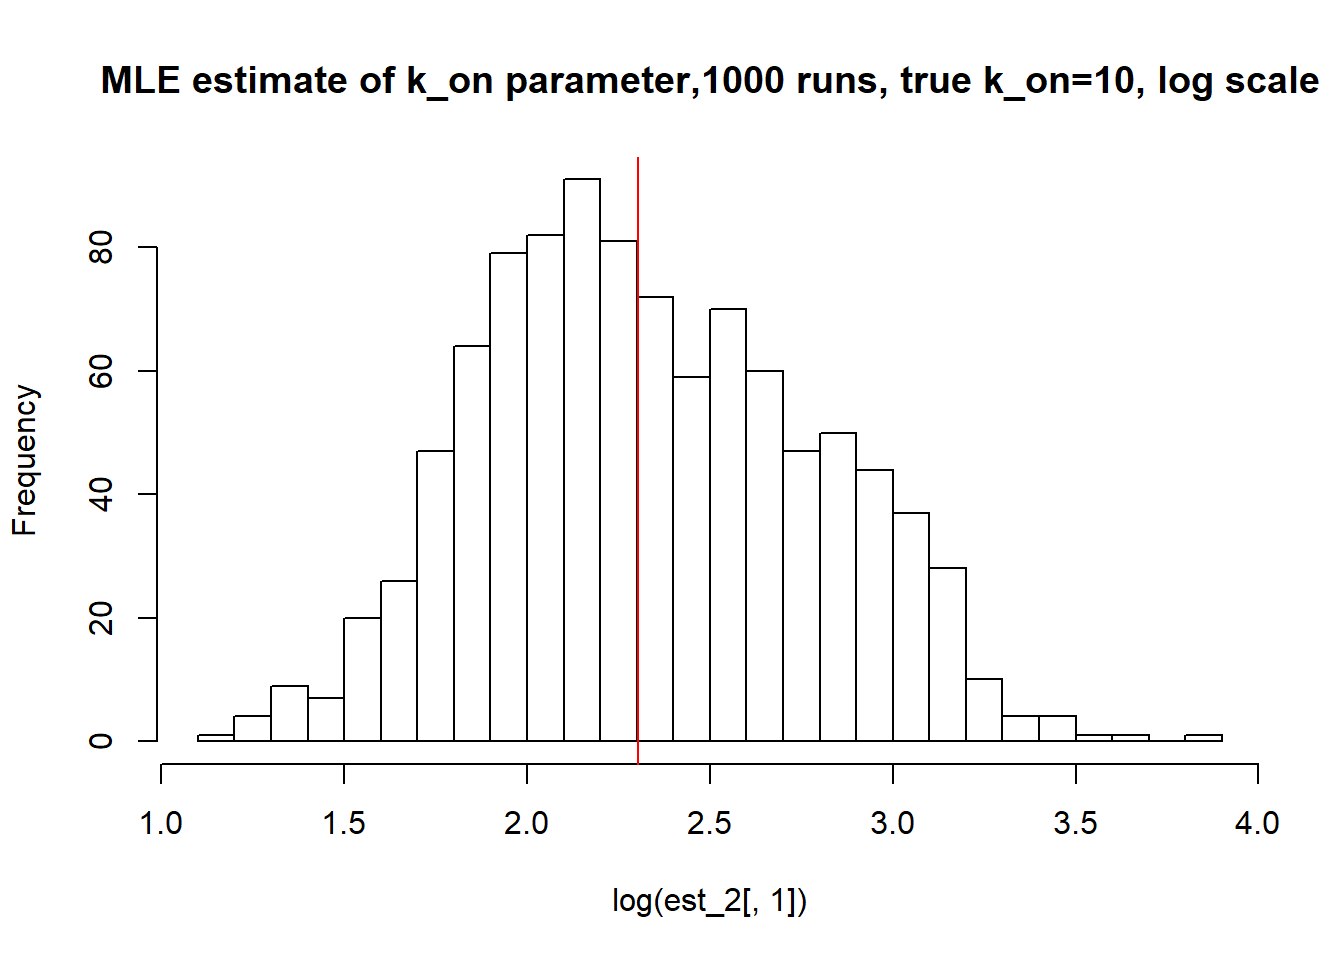 MLE estimate of k_on parameter,1000 runs, true k_on=10, log scale
Frequency
80
60
40
20
0
1.0 1.5 2.0 2.5 3.0 3.5 4.0
log(est_2[, 1])